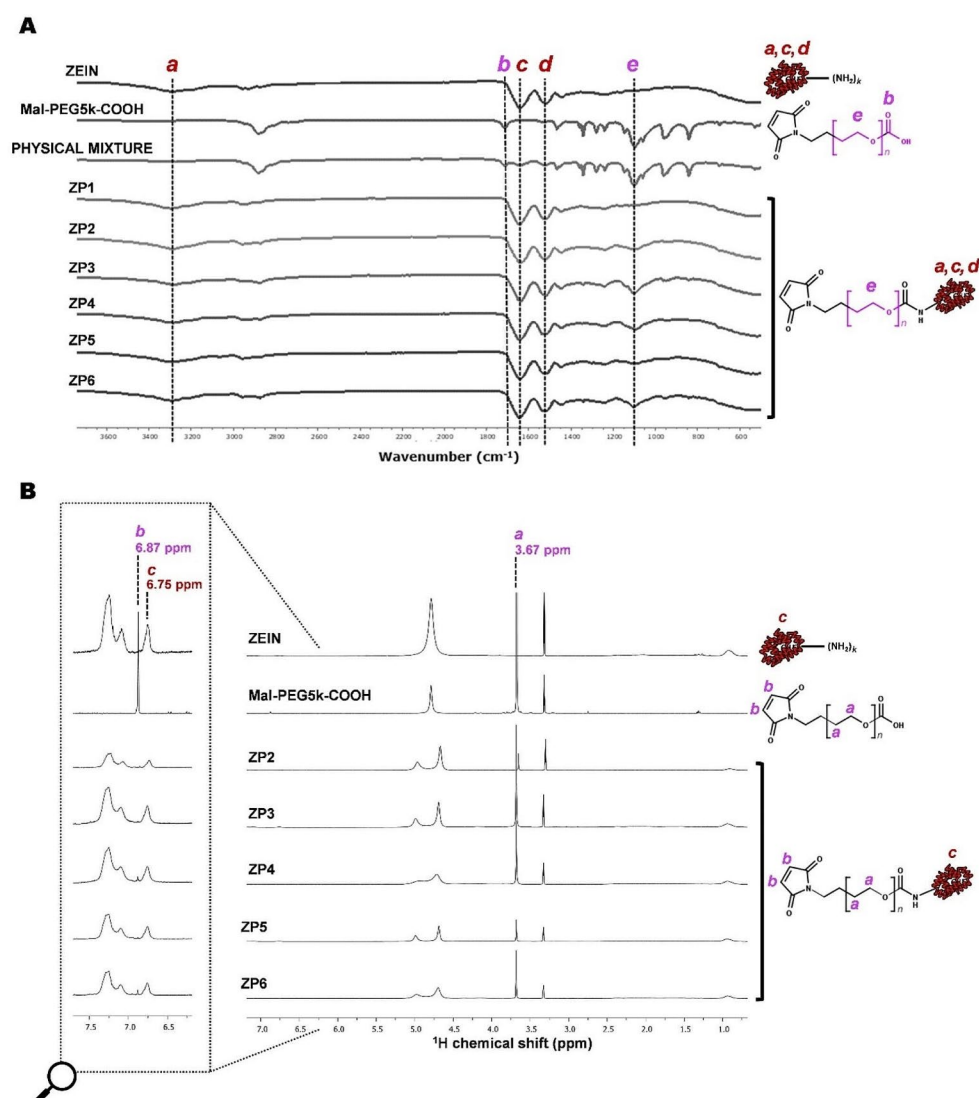 A
a b c d e
a, c, d
ZEIN
(NH₂)ₖ
Mal-PEG5k-COOH
b
O
e
O
N
O
OH
O
n
PHYSICAL MIXTURE
ZP1
ZP2
ZP3
a, c, d
e
O
O
N
O
N
H
O
n
ZP4
ZP5
ZP6
3600 3400 3200 3000 2800 2600 2400 2200 2000 1800 1600 1400 1200 1000 800 600
Wavenumber (cm⁻¹)
B
b
6.87 ppm
c
6.75 ppm
a
3.67 ppm
ZEIN
c
(NH₂)ₖ
Mal-PEG5k-COOH
b
b
O
a
O
N
O
OH
O
a
n
ZP2
ZP3
ZP4
c
b
b
O
a
O
N
O
N
H
O
a
n
ZP5
ZP6
7.5 7.0 6.5
7.0 6.5 6.0 5.5 5.0 4.5 4.0 3.5 3.0 2.5 2.0 1.5 1.0
¹H chemical shift (ppm)